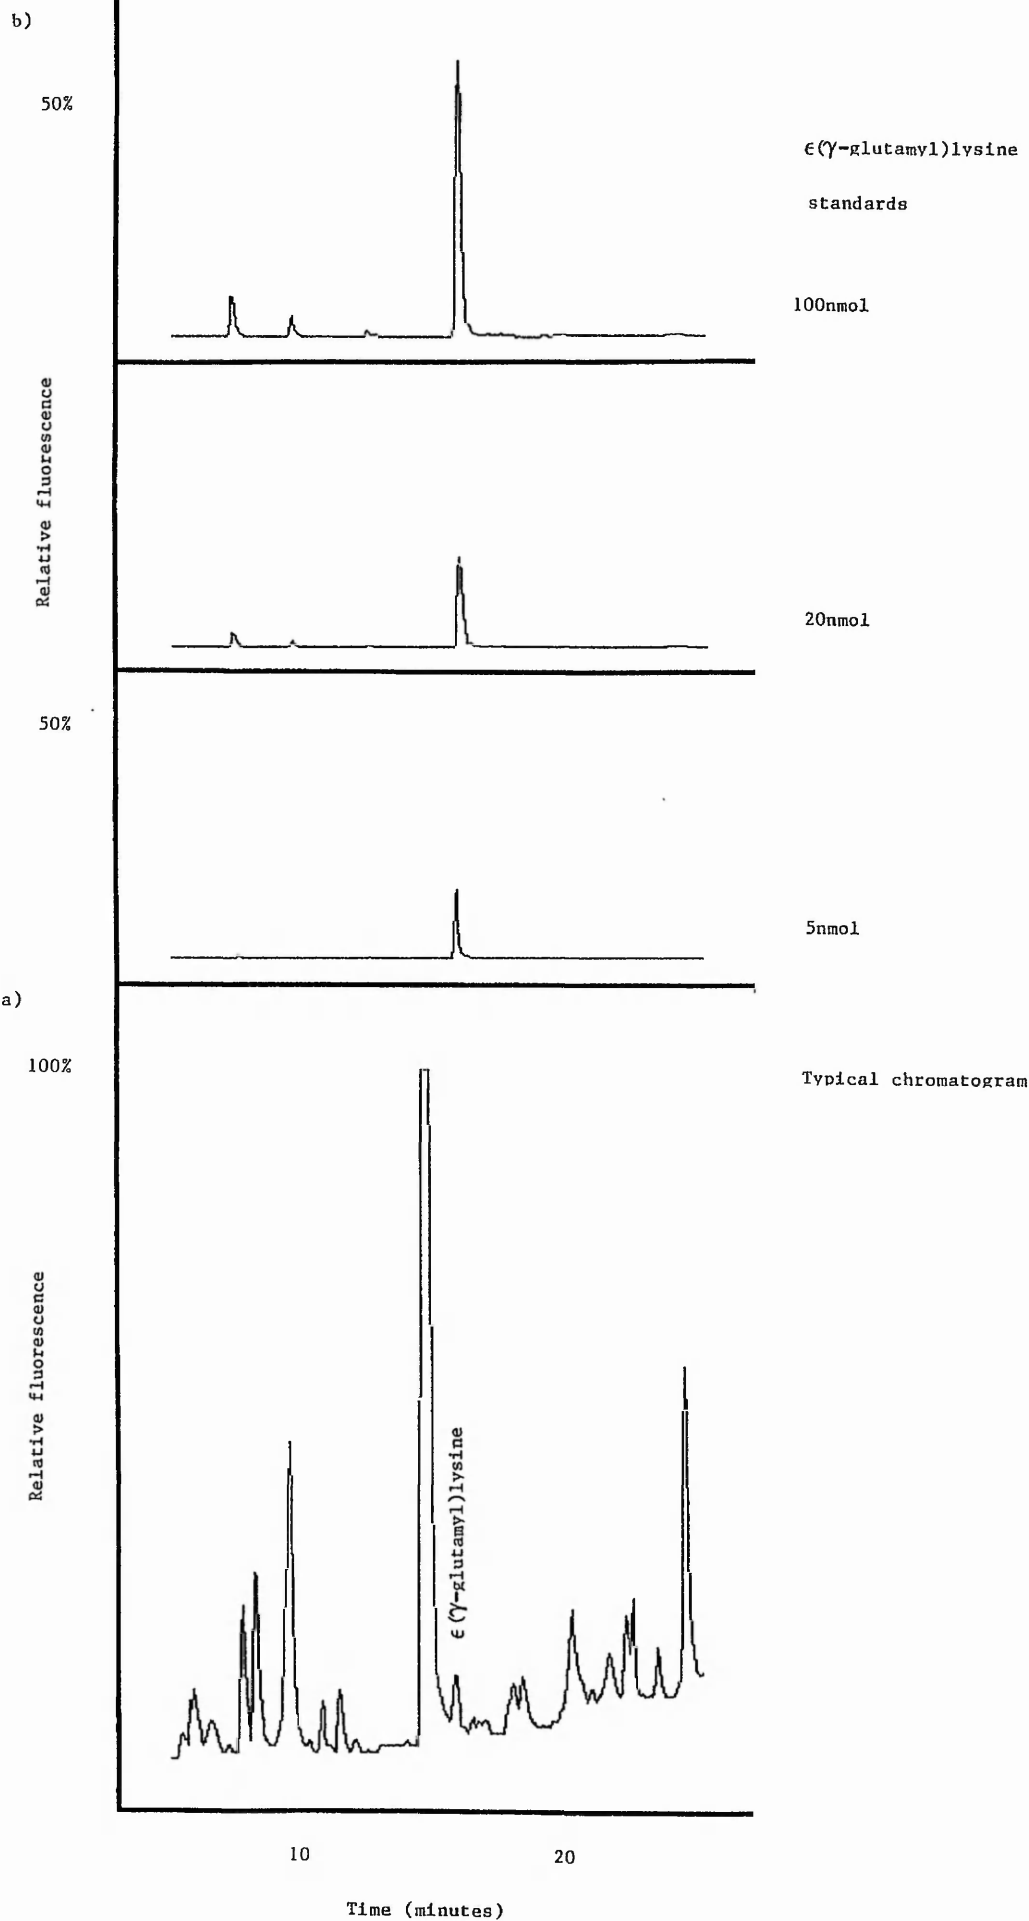 b)
50%
ϵ(γ-glutamyl)lysine
standards
100nmol
Relative fluorescence
20nmol
50%
5nmol
a)
100%
Typical chromatogram
Relative fluorescence
ϵ(γ-glutamyl)lysine
10
20
Time (minutes)